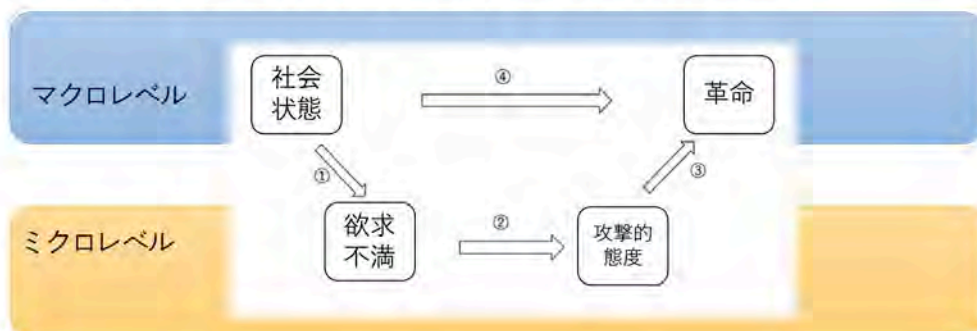 マクロレベル
社会
状態
④
革命
①
③
ミクロレベル
欲求
不満
②
攻撃的
態度